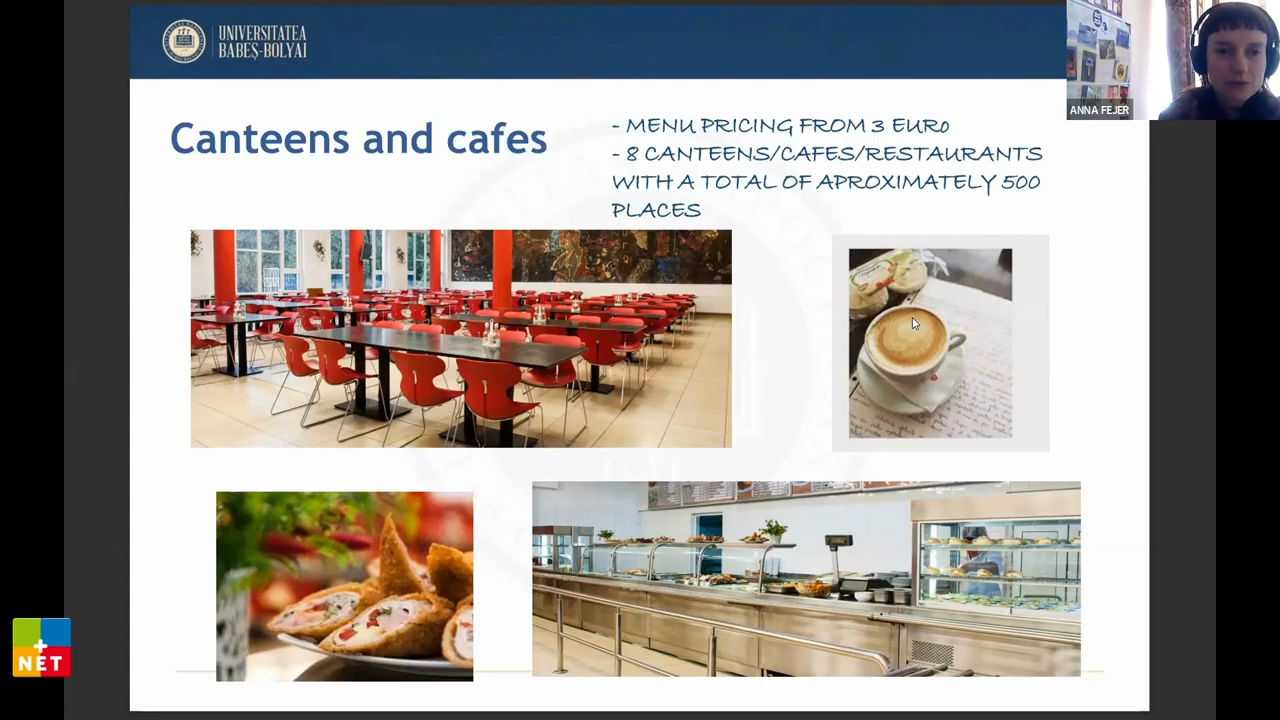 UNIVERSITATEA
BABEȘ-BOLYAI
ANNA FEJER
Canteens and cafes
- MENU PRICING FROM 3 EURo
- 8 CANTEENS/CAFES/RESTAURANTS
WITH A TOTAL OF APROXIMATELY 500
PLACES
+
NET